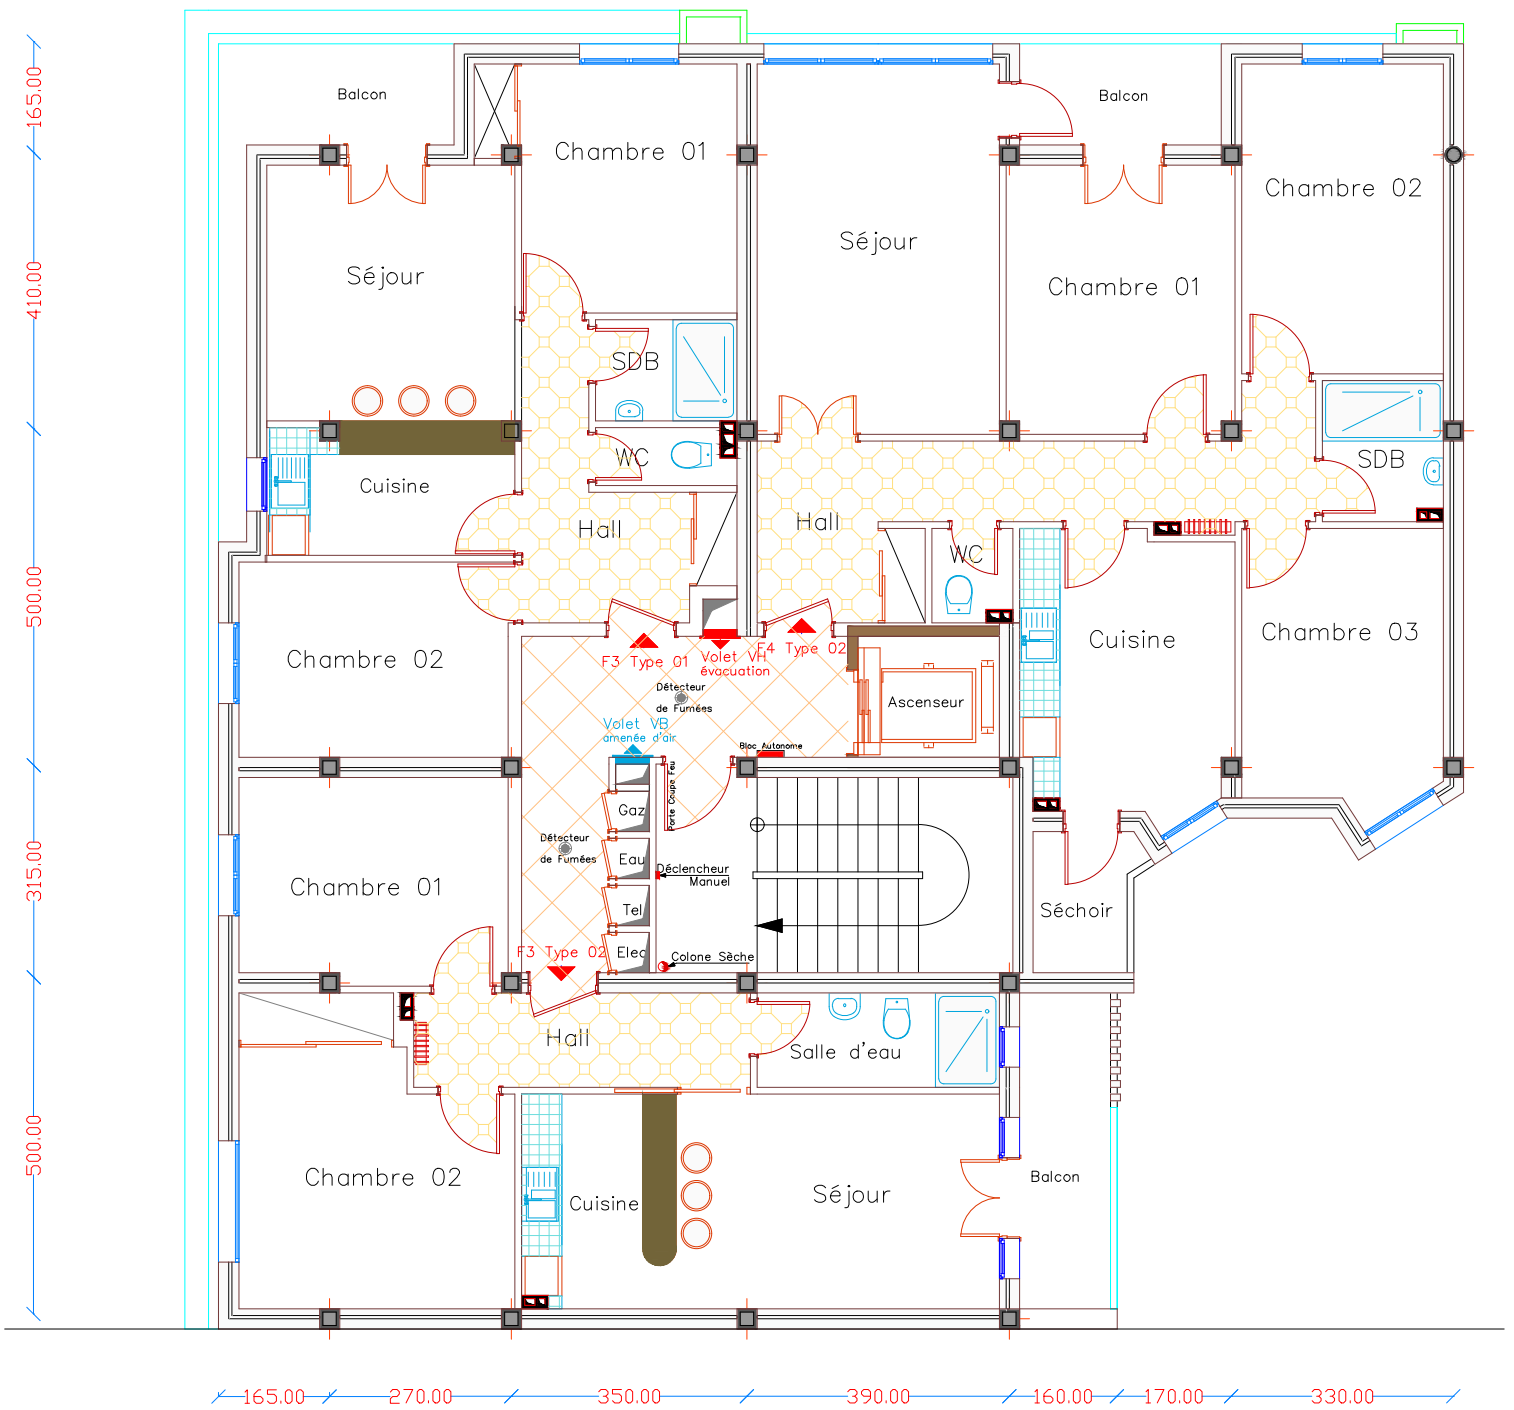 Balcon
Balcon
165.00
Chambre 01
Chambre 02
Séjour
Séjour
Chambre 01
410.00
SDB
WC
SDB
Cuisine
Hall
Hall
WC
500.00
Chambre 02
F3 Type 01
Volet VH
évacuation
F4 Type 02
Cuisine
Chambre 03
Détecteur
de Fumées
Ascenseur
Volet VB
amenée d'air
Bloc Autonome
Porte Coupe Feu
Gaz
Détecteur
de Fumées
Eau
Déclencheur
Manuel
315.00
Chambre 01
Tel
Séchoir
F3 Type 02
Elec
Colone Sèche
Hall
Salle d'eau
500.00
Chambre 02
Cuisine
Séjour
Balcon
165.00
270.00
350.00
390.00
160.00
170.00
330.00